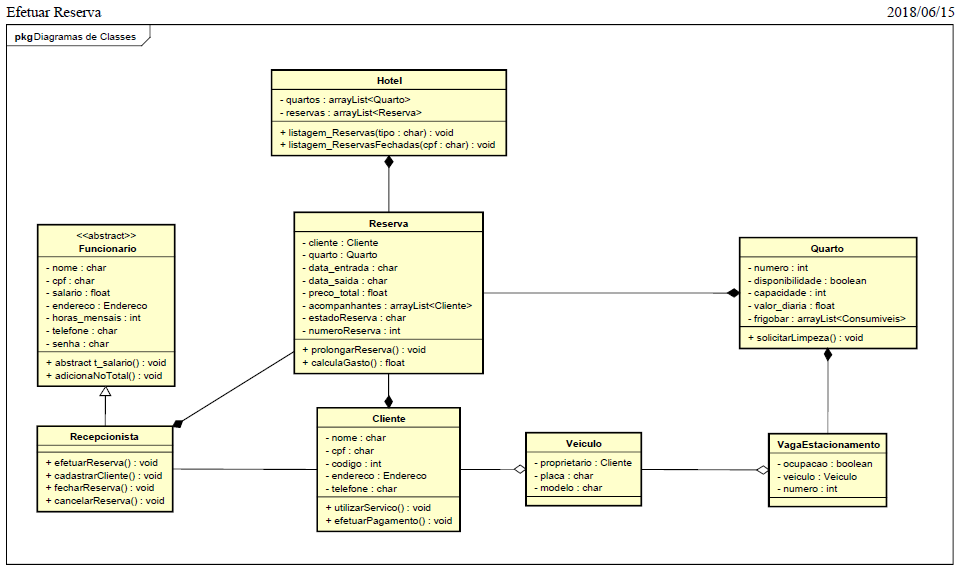 Efetuar Reserva
2018/06/15
pkg Diagramas de Classes
Hotel
- quartos : arrayList<Quarto>
- reservas : arrayList<Reserva>
+ listagem_Reservas(tipo : char) : void
+ listagem_ReservasFechadas(cpf : char) : void
<<abstract>>
Funcionario
- nome : char
- cpf : char
- salario : float
- endereco : Endereco
- horas_mensais : int
- telefone : char
- senha : char
+ abstract t_salario() : void
+ adicionaNoTotal() : void
Reserva
- cliente : Cliente
- quarto : Quarto
- data_entrada : char
- data_saida : char
- preco_total : float
- acompanhantes : arrayList<Cliente>
- estadoReserva : char
- numeroReserva : int
+ prolongarReserva() : void
+ calculaGasto() : float
Quarto
- numero : int
- disponibilidade : boolean
- capacidade : int
- valor_diaria : float
- frigobar : arrayList<Consumiveis>
+ solicitarLimpeza() : void
Recepcionista
+ efetuarReserva() : void
+ cadastrarCliente() : void
+ fecharReserva() : void
+ cancelarReserva() : void
Cliente
- nome : char
- cpf : char
- codigo : int
- endereco : Endereco
- telefone : char
+ utilizarServico() : void
+ efetuarPagamento() : void
Veiculo
- proprietario : Cliente
- placa : char
- modelo : char
VagaEstacionamento
- ocupacao : boolean
- veiculo : Veiculo
- numero : int